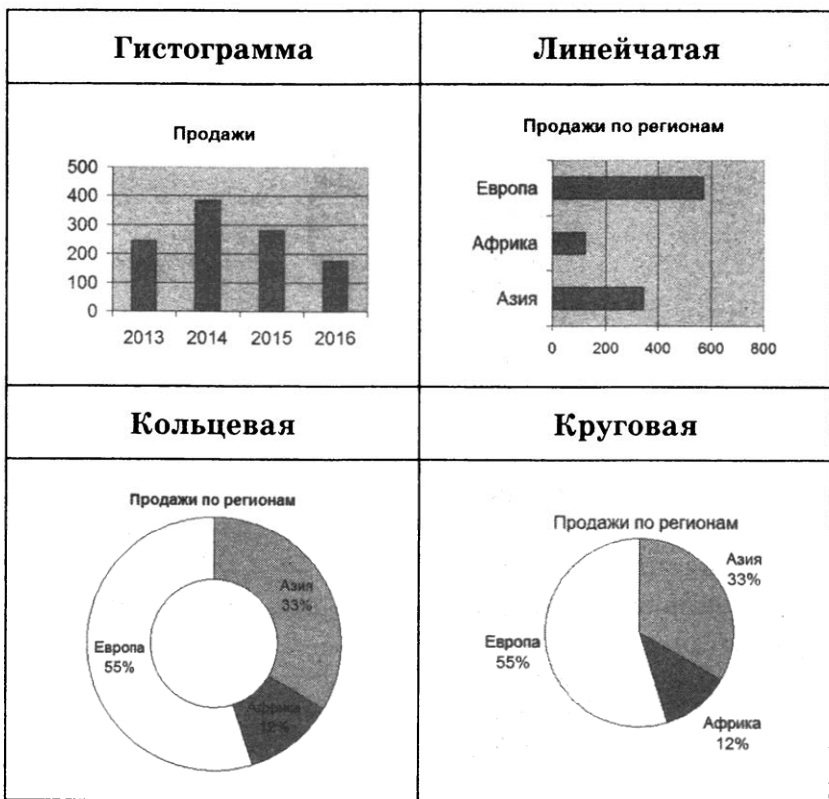 Гистограмма
Линейчатая
Продажи
500
400
300
200
100
0
2013 2014 2015 2016
Продажи по регионам
Европа
Африка
Азия
0 200 400 600 800
Кольцевая
Круговая
Продажи по регионам
Азия
33%
Европа
55%
Африка
12%
Продажи по регионам
Азия
33%
Европа
55%
Африка
12%